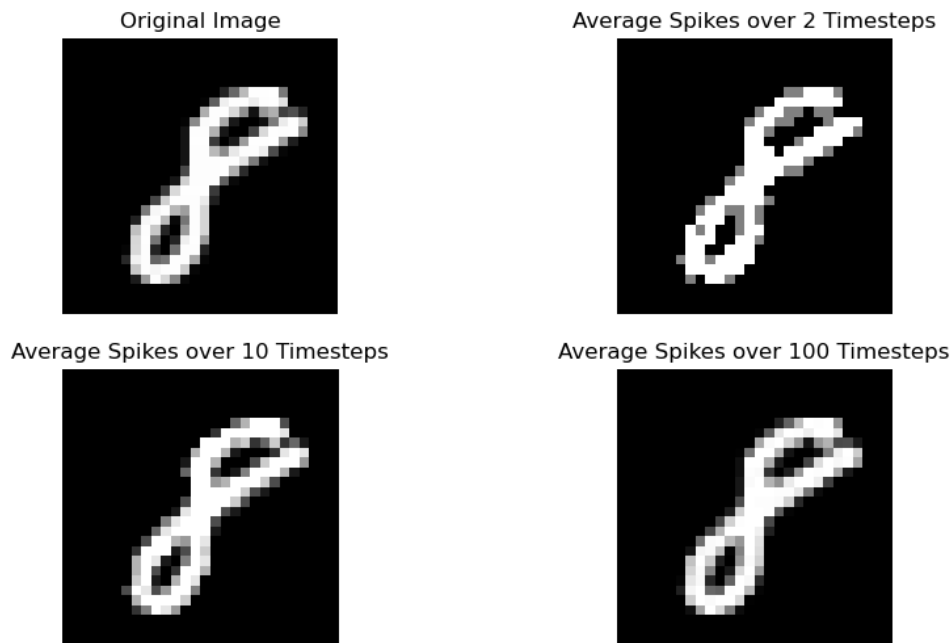 Original Image
Average Spikes over 2 Timesteps
Average Spikes over 10 Timesteps
Average Spikes over 100 Timesteps